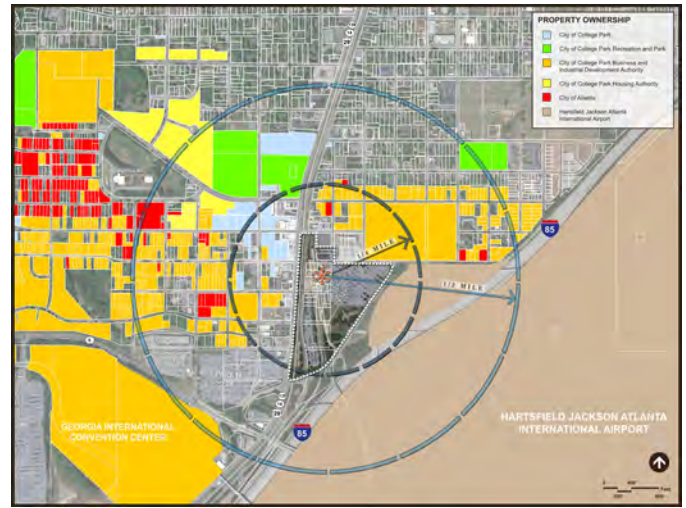 PROPERTY OWNERSHIP
City of College Park
City of College Park Recreation and Park
City of College Park Business and
Industrial Development Authority
City of College Park Housing Authority
City of Atlanta
Hartsfield Jackson Atlanta
International Airport
85
1/4 MILE
1/2 MILE
GEORGIA INTERNATIONAL
CONVENTION CENTER
85
HARTSFIELD JACKSON ATLANTA
INTERNATIONAL AIRPORT
Feet